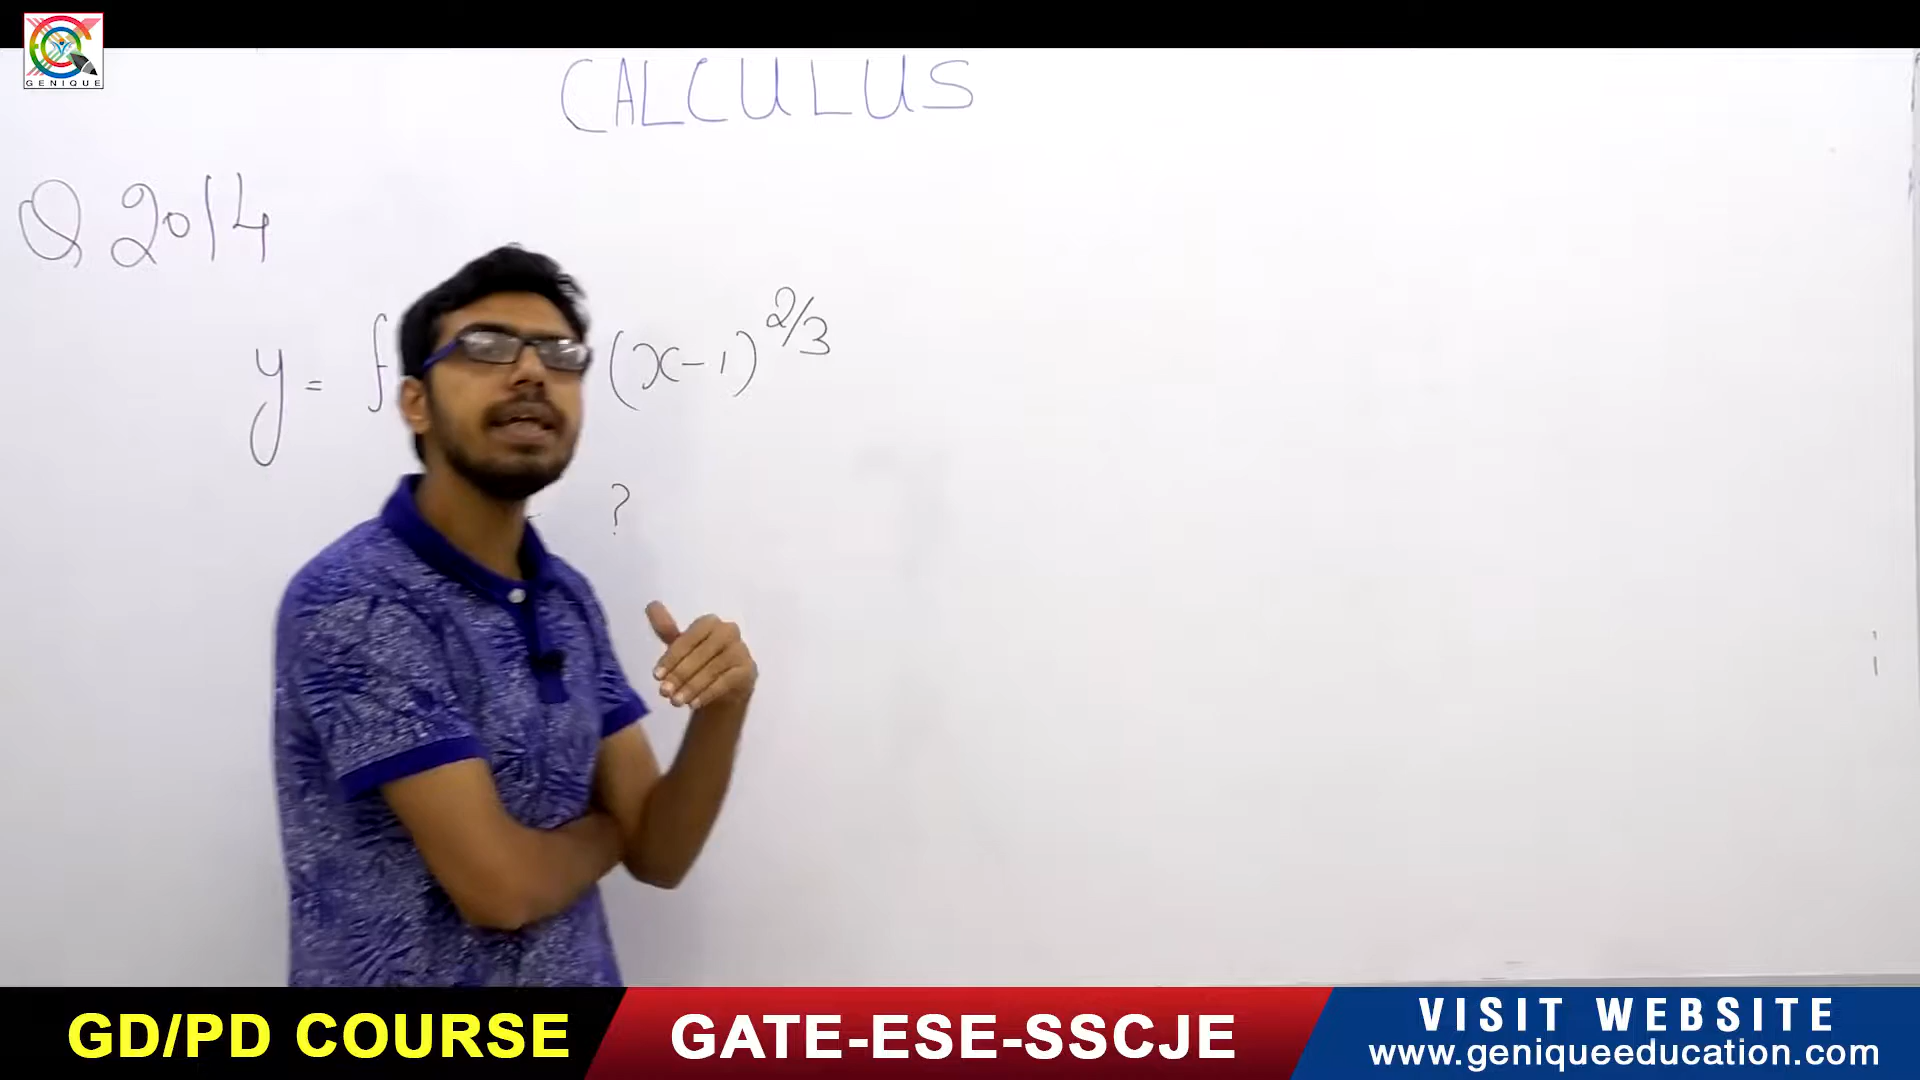 GENIQUE
CALCULUS
Q 2014
y = f (x-1)^2/3
?
GD/PD COURSE
GATE-ESE-SSCJE
VISIT WEBSITE
www.geniqueeducation.com